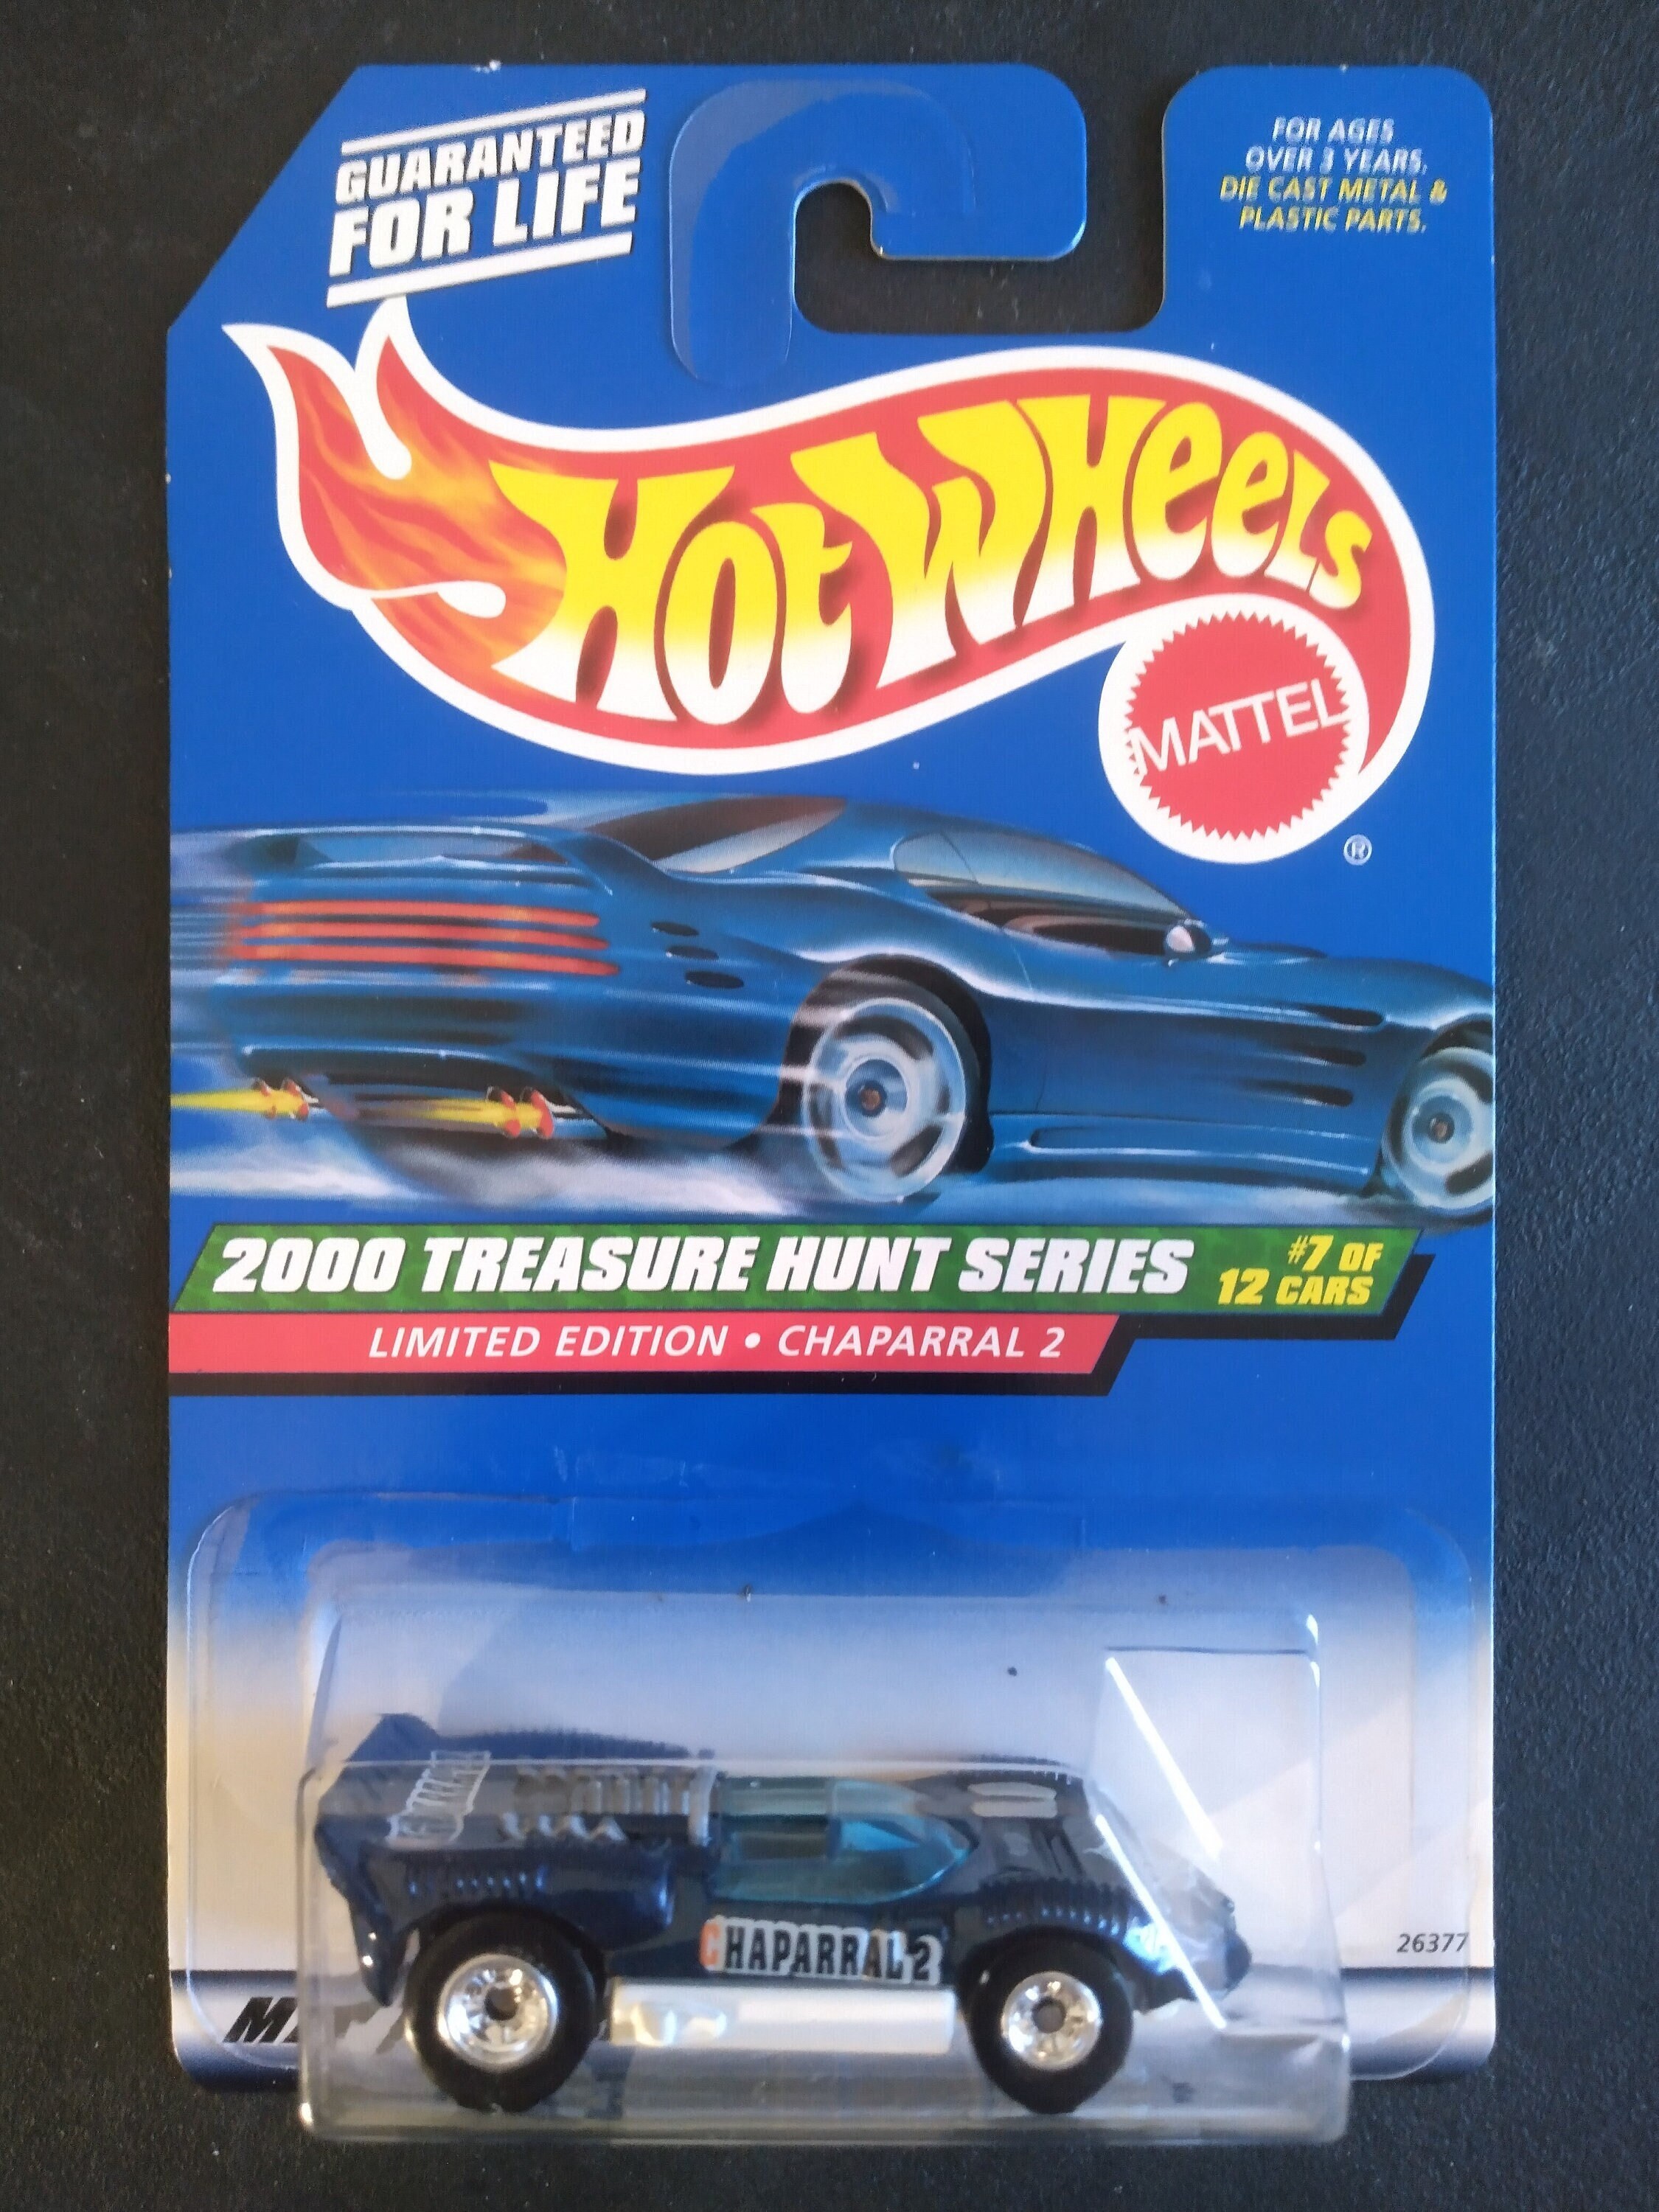 GUARANTEED
FOR LIFE
FOR AGES
OVER 3 YEARS.
DIE CAST METAL &
PLASTIC PARTS.
HOT WHEELS
MATTEL
®
2000 TREASURE HUNT SERIES
#7 OF
12 CARS
LIMITED EDITION • CHAPARRAL 2
CHAPARRAL 2
26377